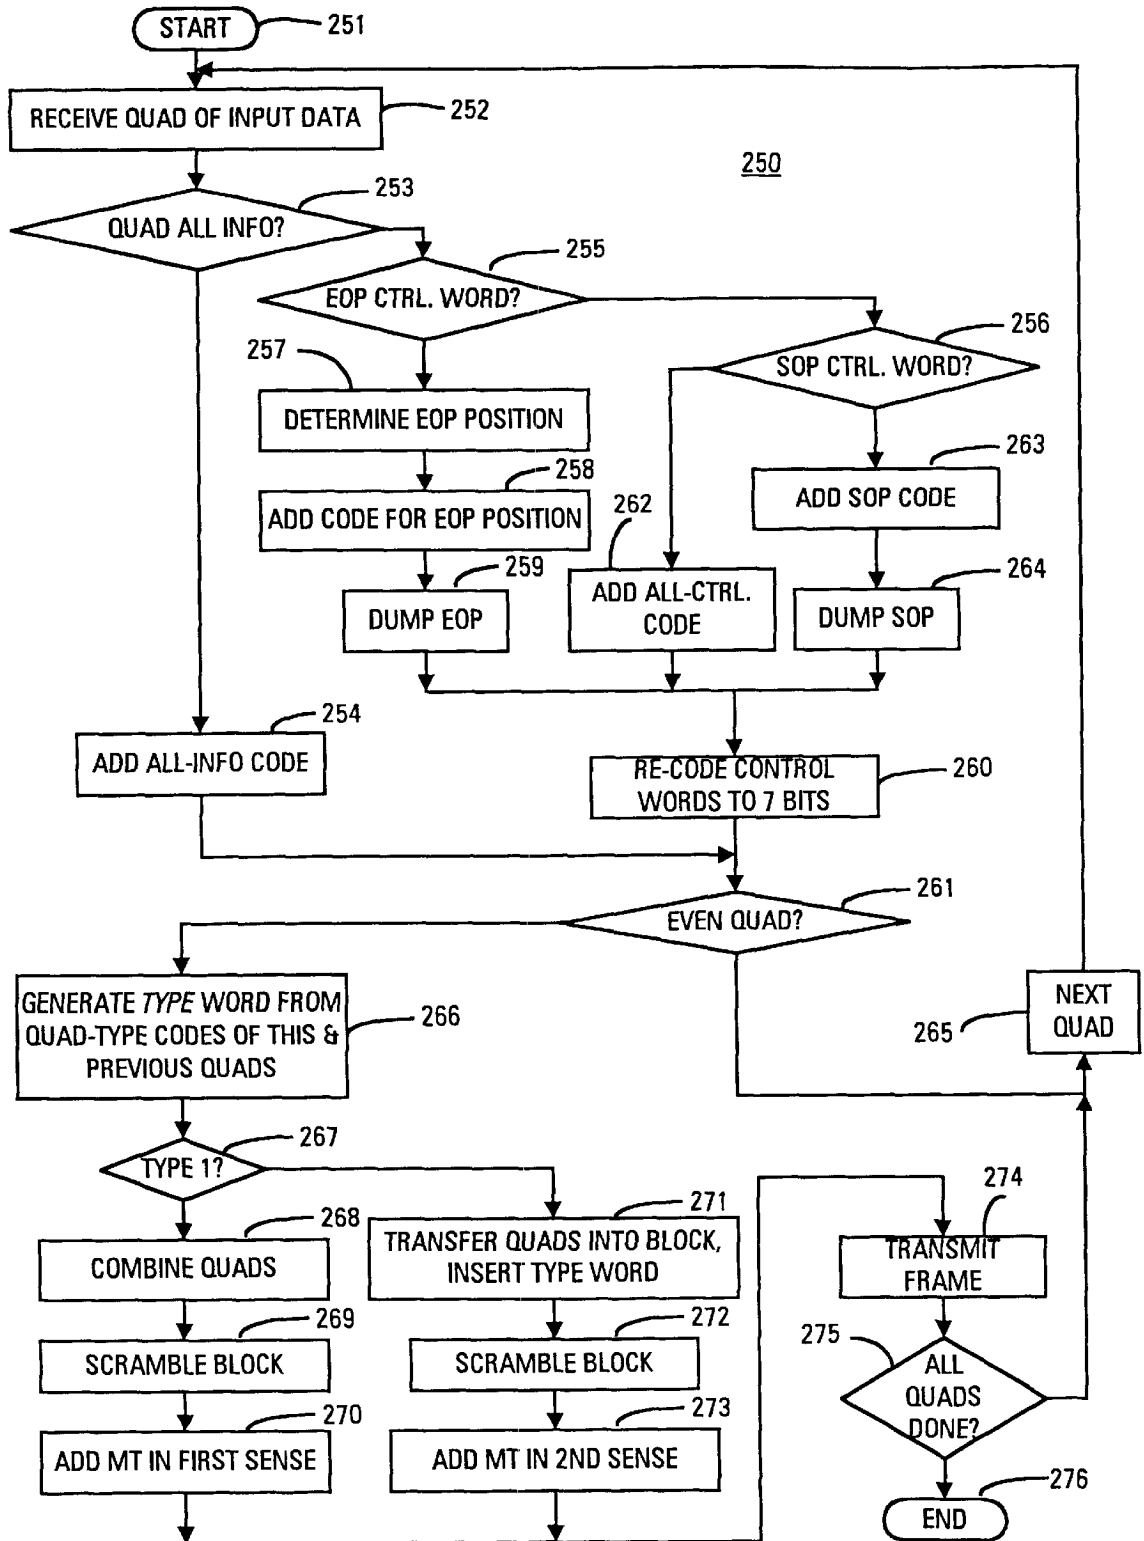 START
251
RECEIVE QUAD OF INPUT DATA
252
250
253
QUAD ALL INFO?
255
EOP CTRL. WORD?
256
257
SOP CTRL. WORD?
DETERMINE EOP POSITION
263
258
ADD SOP CODE
262
ADD CODE FOR EOP POSITION
259
264
ADD ALL-CTRL.
CODE
DUMP EOP
DUMP SOP
254
ADD ALL-INFO CODE
RE-CODE CONTROL
WORDS TO 7 BITS
260
261
EVEN QUAD?
GENERATE TYPE WORD FROM
QUAD-TYPE CODES OF THIS &
PREVIOUS QUADS
266
NEXT
QUAD
265
267
TYPE 1?
274
268
271
COMBINE QUADS
TRANSFER QUADS INTO BLOCK,
INSERT TYPE WORD
TRANSMIT
FRAME
269
272
275
SCRAMBLE BLOCK
SCRAMBLE BLOCK
ALL
QUADS
DONE?
270
273
ADD MT IN FIRST SENSE
ADD MT IN 2ND SENSE
276
END